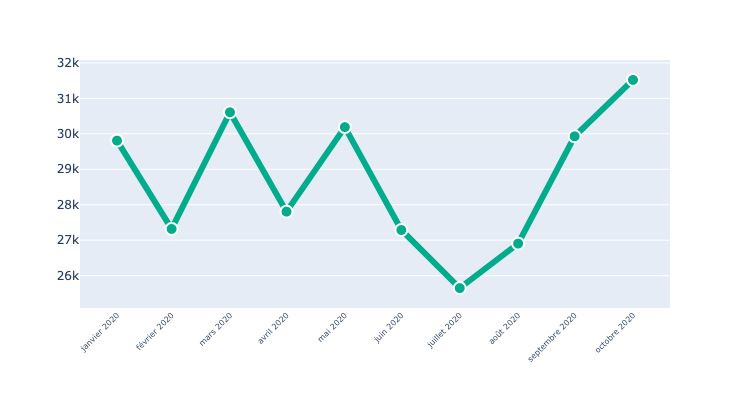 32k
31k
30k
29k
28k
27k
26k
janvier 2020
février 2020
mars 2020
avril 2020
mai 2020
juin 2020
juillet 2020
août 2020
septembre 2020
octobre 2020